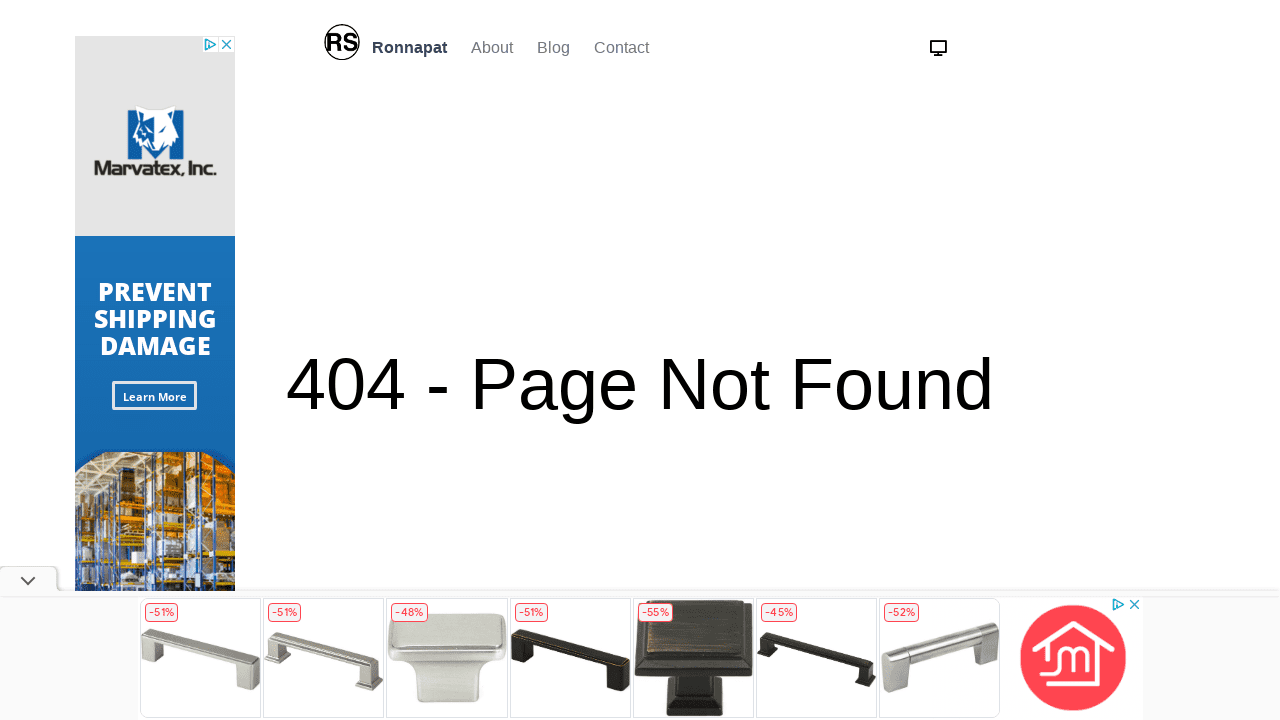 RS Ronnapat About Blog Contact
Marvatex, Inc.
PREVENT
SHIPPING
DAMAGE
Learn More
404 - Page Not Found
-51% -51% -48% -51% -55% -45% -52%